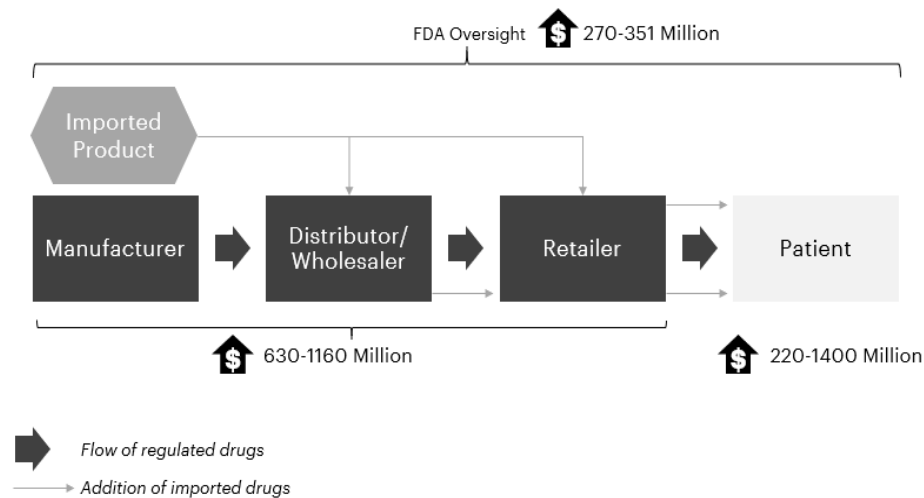 FDA Oversight $ 270-351 Million
Imported
Product
Manufacturer
Distributor/
Wholesaler
Retailer
Patient
$ 630-1160 Million
$ 220-1400 Million
Flow of regulated drugs
Addition of imported drugs